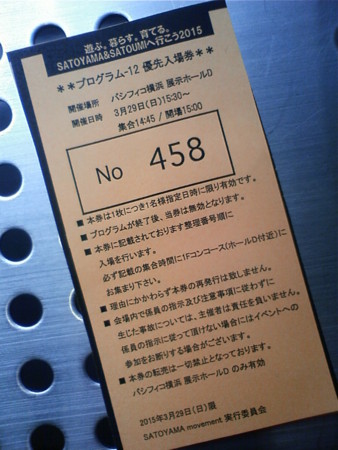 遊ぶ。暮らす。育てる。
SATOYAMA&SATOUMIへ行こう2015
**プログラム-12 優先入場券**
開催場所 パシフィコ横浜 展示ホールD
開催日時 3月29日(日)15:30~
集合14:45 / 開場15:00
No 458
■ 本券は1枚につき1名様指定日時に限り有効です。
■ プログラムが終了後、当券は無効となります。
■ 本券に記載されております整理番号順に
入場を行います。
必ず記載の集合時間に1Fコンコース(ホールD付近)に
お集まり下さい。
■ 理由にかかわらず本券の再発行は致しません。
■ 会場内で係員の指示及び注意事項に従わずに
生じた事故については、主催者は責任を負いません。
係員の指示に従って頂けない場合にはイベントへの
参加をお断りする場合がございます。
■ 本券の転売は一切禁止となっております。
パシフィコ横浜 展示ホールD のみ有効
2015年3月29日(日)限
SATOYAMA movement 実行委員会